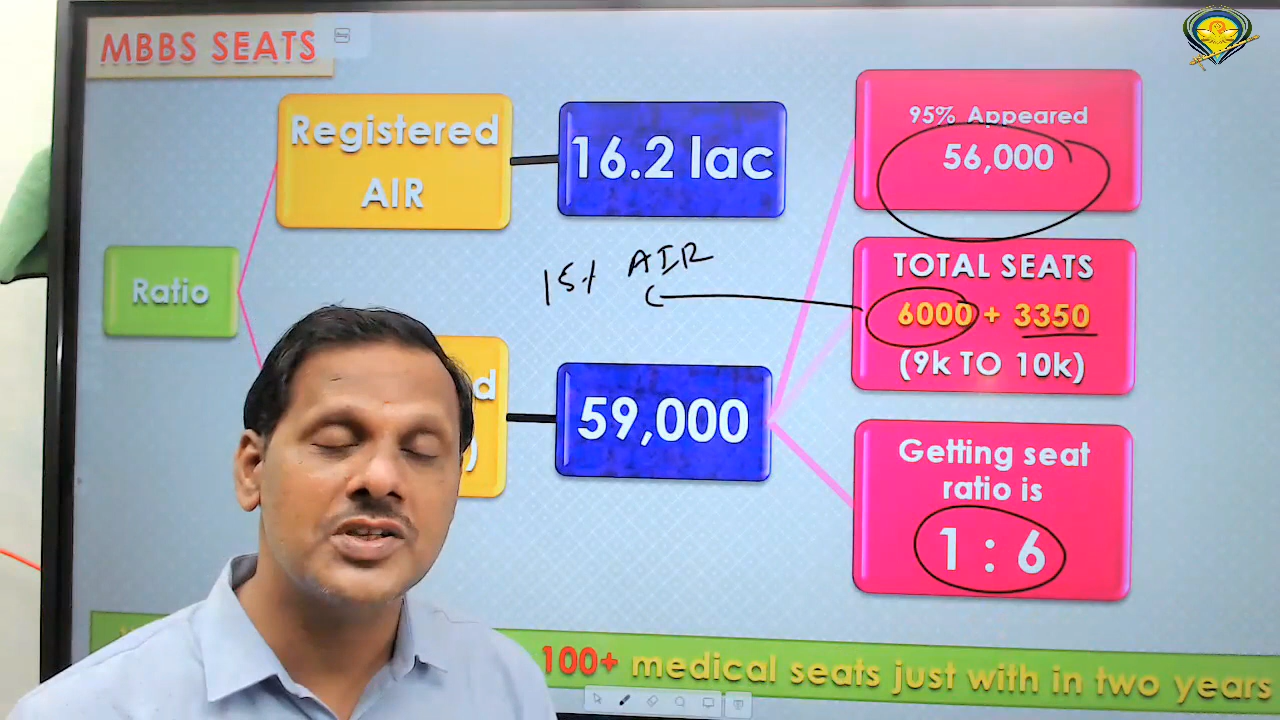 MBBS SEATS
Registered
AIR
16.2 lac
95% Appeared
56,000
1st AIR
Ratio
TOTAL SEATS
6000 + 3350
(9k TO 10k)
59,000
Getting seat
ratio is
1 : 6
100+ medical seats just with in two years